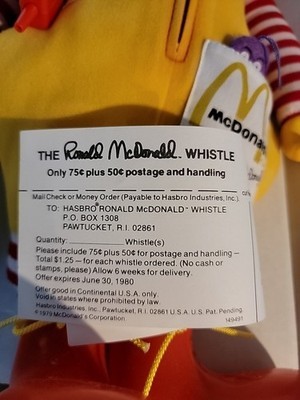 McDonald
THE Ronald McDonald™ WHISTLE
Only 75¢ plus 50¢ postage and handling
Mail Check or Money Order (Payable to Hasbro Industries, Inc.)
TO: HASBRO® RONALD McDONALD™ WHISTLE
P.O. BOX 1308
PAWTUCKET, R.I. 02861
Quantity: Whistle(s)
Please include 75¢ plus 50¢ for postage and handling —
Total $1.25 — for each whistle ordered. (No cash or
stamps, please) Allow 6 weeks for delivery.
Offer expires June 30, 1980
Offer good in Continental U.S.A. only.
Void in states where prohibited by law.
Hasbro Industries, Inc., Pawtucket, R.I. 02861 U.S.A. U.S. Pat. Pending.
© 1979 McDonald's Corporation 149491